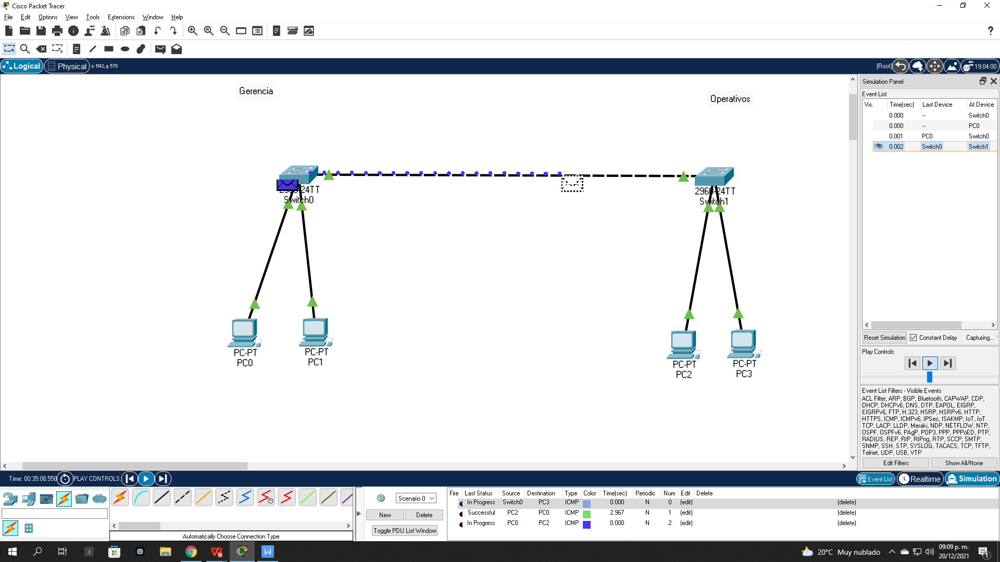 Cisco Packet Tracer
File Edit Options View Tools Extensions Window Help
Logical Physical x: 1142, y: 576 [Root] 19:04:00
Gerencia
Operativos
2960-24TT
Switch0
2960-24TT
Switch1
PC-PT
PC0
PC-PT
PC1
PC-PT
PC2
PC-PT
PC3
Simulation Panel
Event List
Vis. Time(sec) Last Device At Device
0.000 -- Switch0
0.000 -- PC0
0.001 PC0 Switch0
0.002 Switch0 Switch1
Reset Simulation Constant Delay Capturing...
Play Controls
Event List Filters - Visible Events
ACL Filter, ARP, BGP, Bluetooth, CAPWAP, CDP,
DHCP, DHCPv6, DNS, DTP, EAPOL, EIGRP,
EIGRPv6, FTP, H.323, HSRP, HSRPv6, HTTP,
HTTPS, ICMP, ICMPv6, IPSec, ISAKMP, IoT, IoT
TCP, LACP, LLDP, Meraki, NDP, NETFLOW, NTP,
OSPF, OSPFv6, PAgP, POP3, PPP, PPPoED, PTP,
RADIUS, REP, RIP, RIPng, RTP, SCCP, SMTP,
SNMP, SSH, STP, SYSLOG, TACACS, TCP, TFTP,
Telnet, UDP, USB, VTP
Edit Filters Show All/None
Time: 00:35:08.558 PLAY CONTROLS: Event List Realtime Simulation
Scenario 0
New Delete
Toggle PDU List Window
Automatically Choose Connection Type
Fire Last Status Source Destination Type Color Time(sec) Periodic Num Edit Delete
In Progress Switch0 PC3 ICMP 0.000 N 0 (edit) (delete)
Successful PC2 PC0 ICMP 2.967 N 1 (edit) (delete)
In Progress PC0 PC2 ICMP 0.000 N 2 (edit) (delete)
20°C Muy nublado
09:09 p. m.
20/12/2021
1